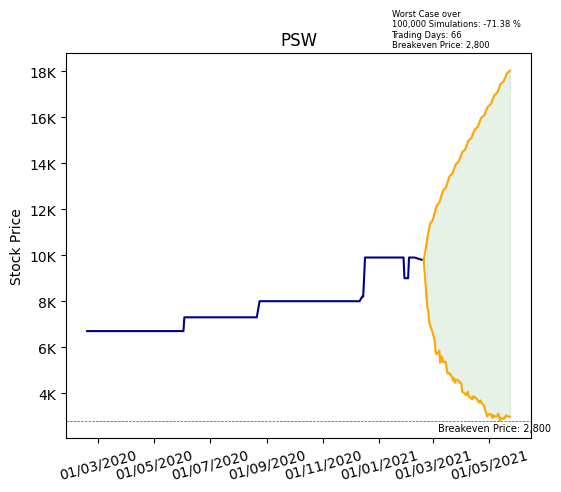 Worst Case over
100,000 Simulations: -71.38 %
Trading Days: 66
Breakeven Price: 2,800
PSW
Stock Price
18K
16K
14K
12K
10K
8K
6K
4K
Breakeven Price: 2,800
01/03/2020
01/05/2020
01/07/2020
01/09/2020
01/11/2020
01/01/2021
01/03/2021
01/05/2021